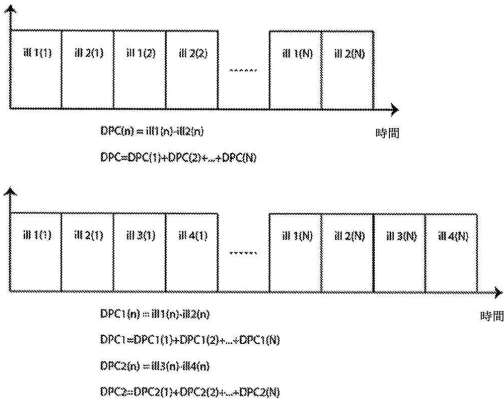 ill 1(1) ill 2(1) ill 1(2) ill 2(2) ...... ill 1(N) ill 2(N)
時間
DPC(n) = ill1(n)-ill2(n)
DPC=DPC(1)+DPC(2)+...+DPC(N)
ill 1(1) ill 2(1) ill 3(1) ill 4(1) ...... ill 1(N) ill 2(N) ill 3(N) ill 4(N)
時間
DPC1(n) = ill1(n)-ill2(n)
DPC1=DPC1(1)+DPC1(2)+...+DPC1(N)
DPC2(n) = ill3(n)-ill4(n)
DPC2=DPC2(1)+DPC2(2)+...+DPC2(N)